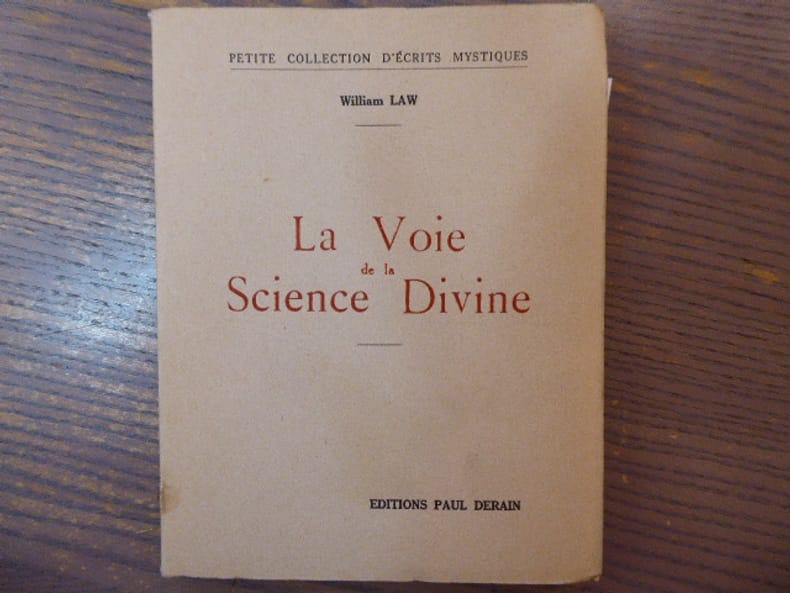 PETITE COLLECTION D'ÉCRITS MYSTIQUES
William LAW
La Voie
de la
Science Divine
EDITIONS PAUL DERAIN